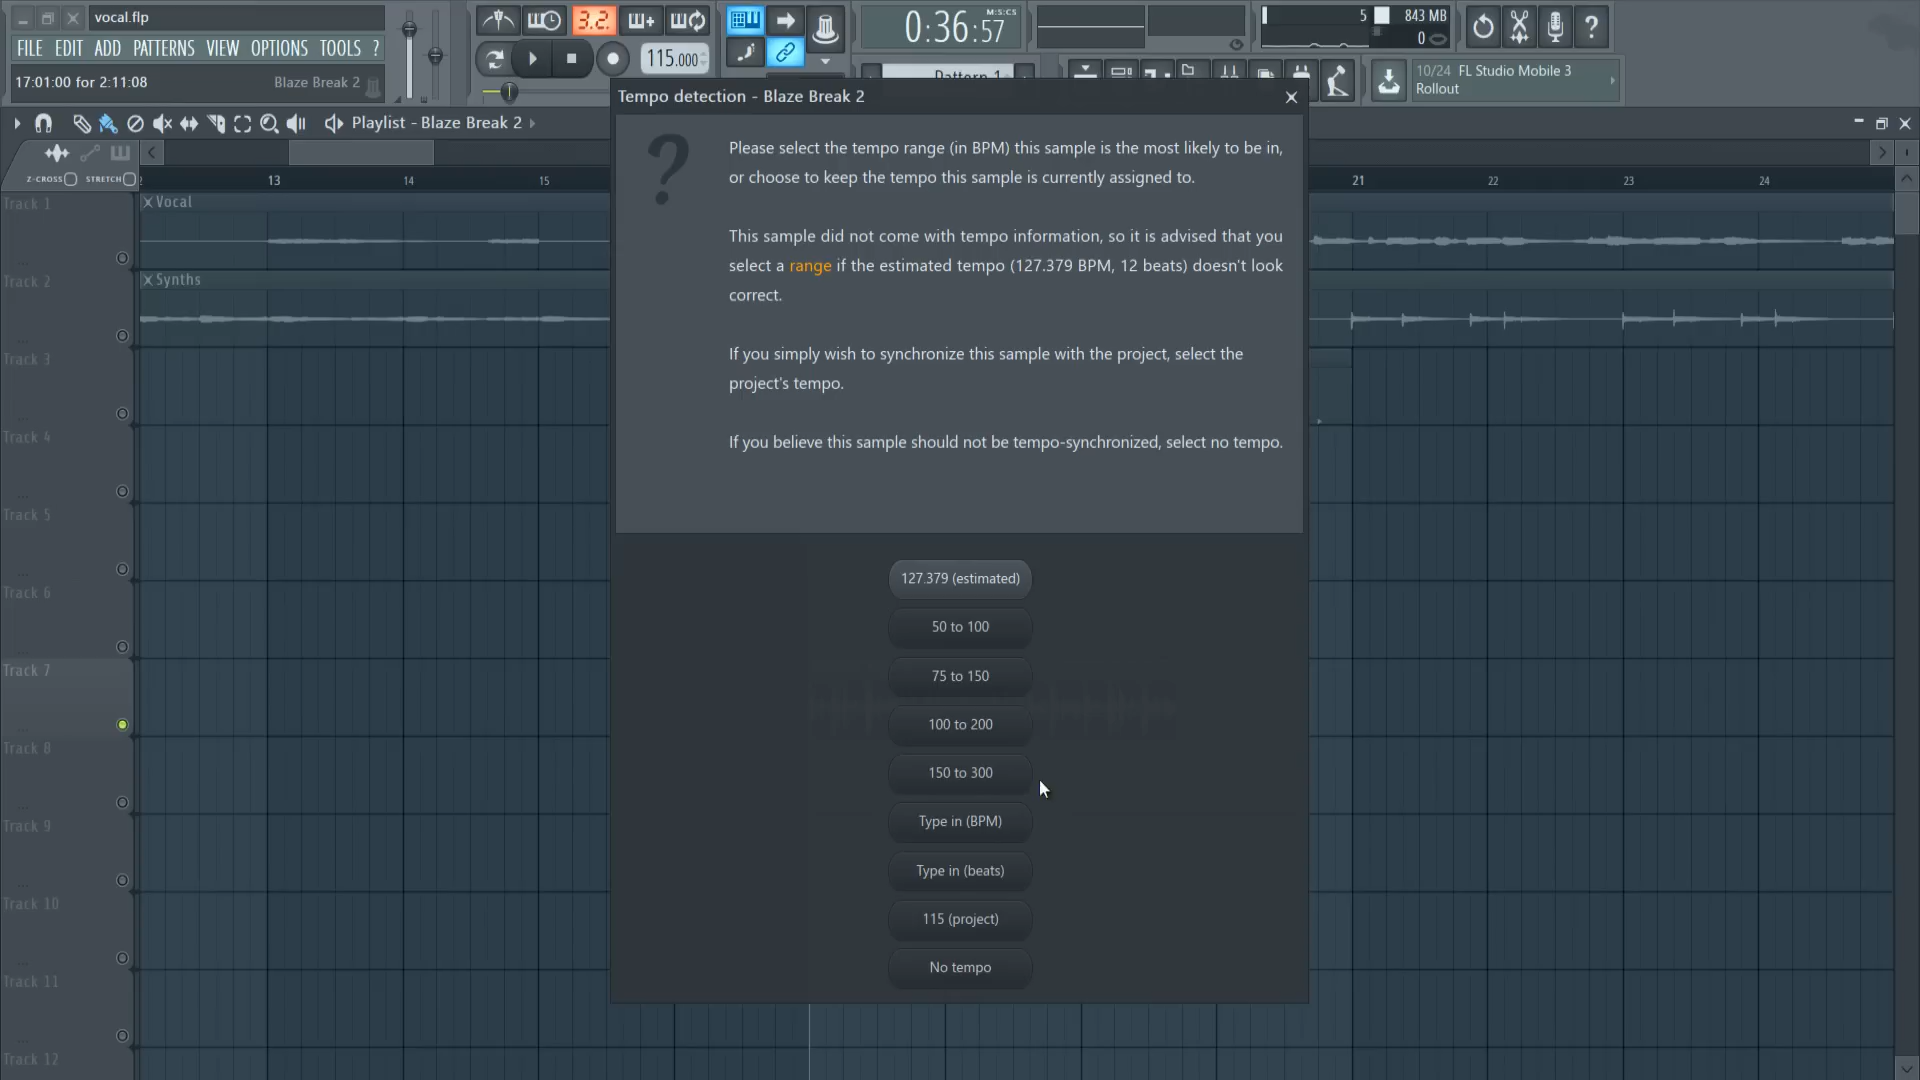 vocal.flp
FILE EDIT ADD PATTERNS VIEW OPTIONS TOOLS ?
17:01:00 for 2:11:08 Blaze Break 2
3.2.
115.000
0:36:57
M:S:CS
Pattern 1
5 843 MB
0
10/24 FL Studio Mobile 3
Rollout
Playlist - Blaze Break 2
Z-CROSS STRETCH
13 14 15 21 22 23 24
Track 1
Vocal
Track 2
Synths
Track 3
Track 4
Track 5
Track 6
Track 7
Track 8
Track 9
Track 10
Track 11
Track 12
Tempo detection - Blaze Break 2
Please select the tempo range (in BPM) this sample is the most likely to be in,
or choose to keep the tempo this sample is currently assigned to.
This sample did not come with tempo information, so it is advised that you
select a range if the estimated tempo (127.379 BPM, 12 beats) doesn't look
correct.
If you simply wish to synchronize this sample with the project, select the
project's tempo.
If you believe this sample should not be tempo-synchronized, select no tempo.
127.379 (estimated)
50 to 100
75 to 150
100 to 200
150 to 300
Type in (BPM)
Type in (beats)
115 (project)
No tempo